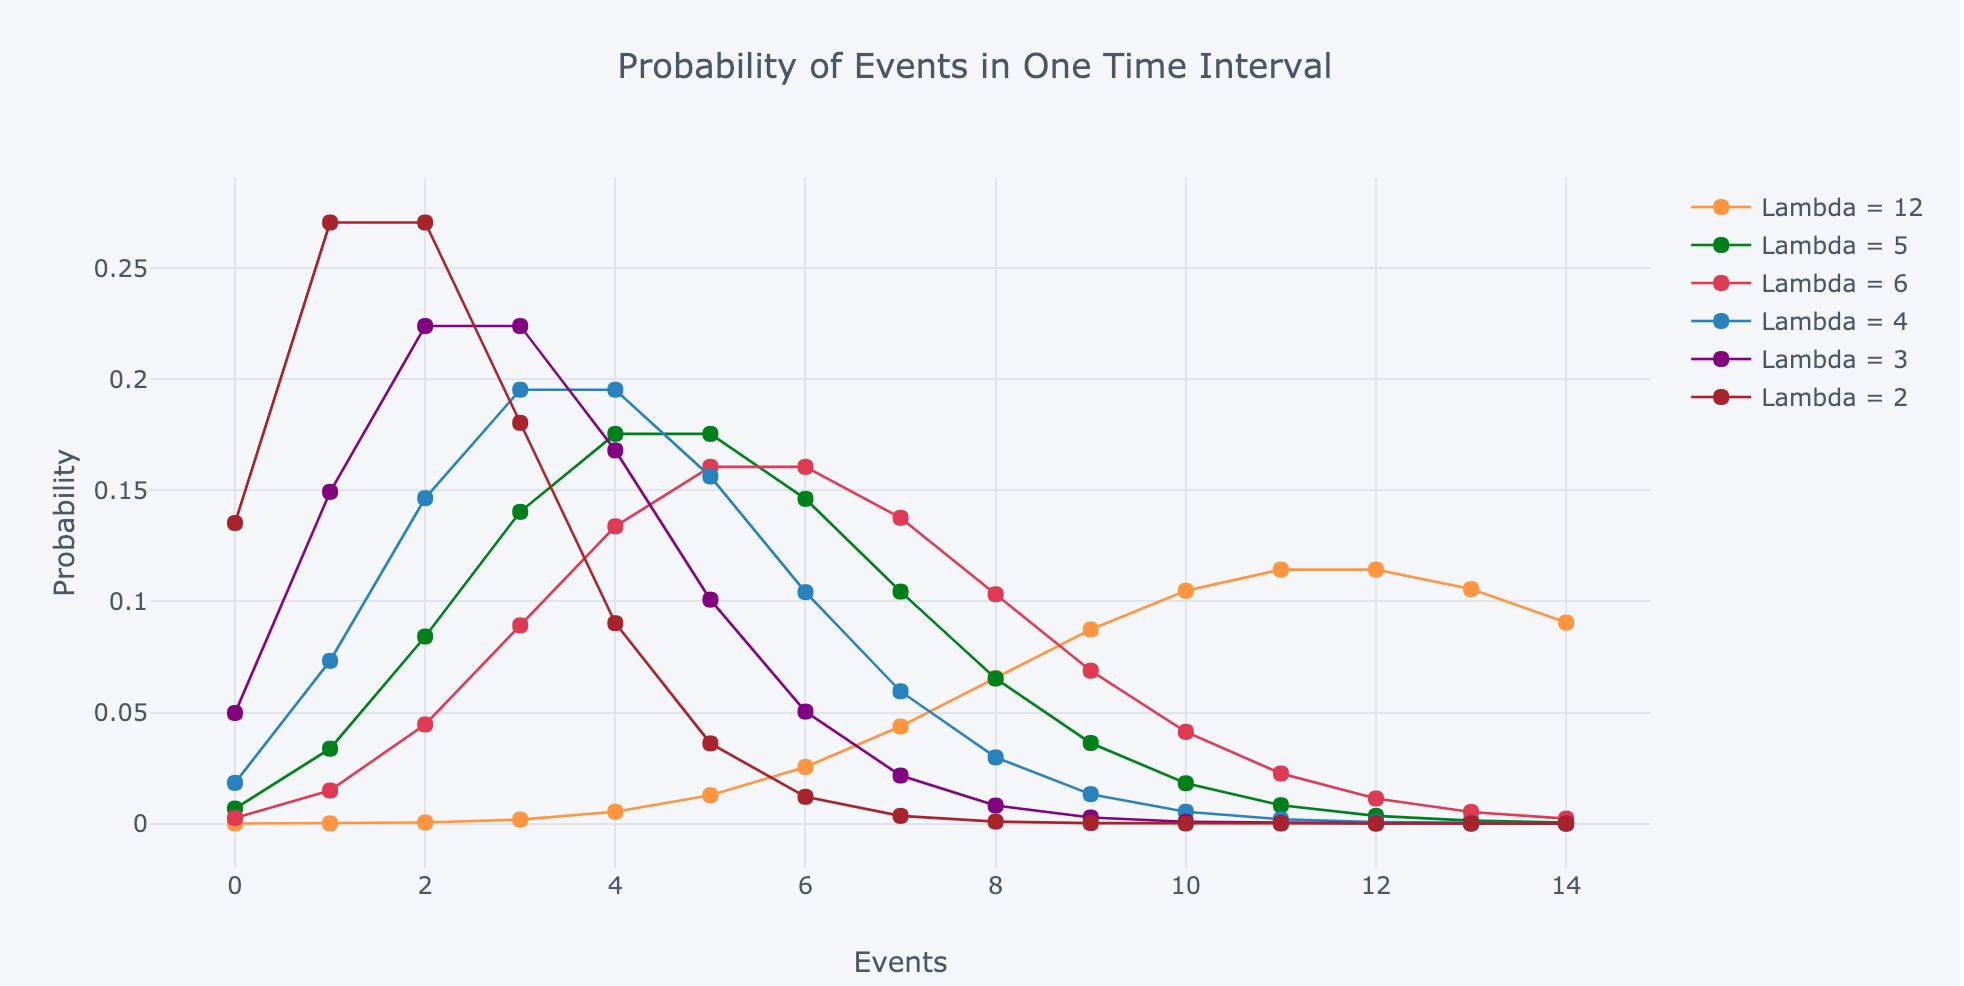 Probability of Events in One Time Interval
Lambda = 12
Lambda = 5
Lambda = 6
Lambda = 4
Lambda = 3
Lambda = 2
Probability
0.25
0.2
0.15
0.1
0.05
0
0 2 4 6 8 10 12 14
Events